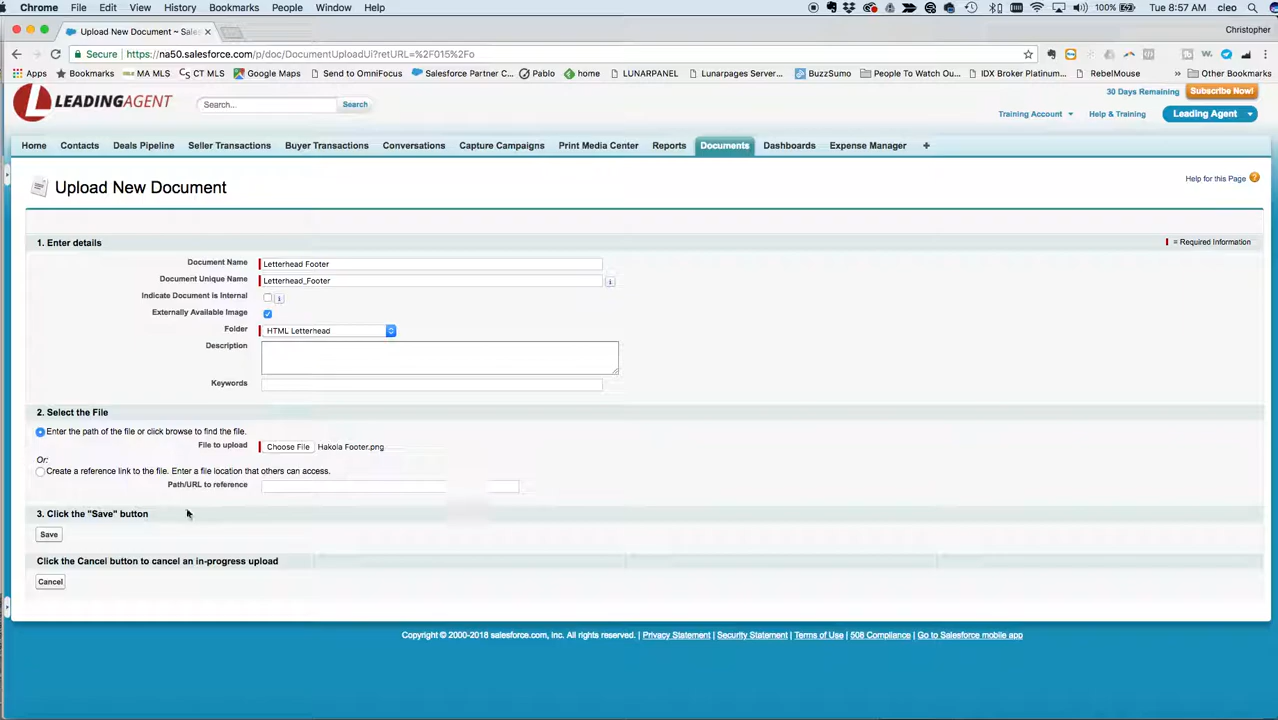 Chrome File Edit View History Bookmarks People Window Help 100% Tue 8:57 AM cleo
Upload New Document ~ Sales Christopher
Secure https://na50.salesforce.com/p/doc/DocumentUploadUi?retURL=%2F015%2Fo
Apps Bookmarks MA MLS CT MLS Google Maps Send to OmniFocus Salesforce Partner C... Pablo home LUNARPANEL Lunarpages Server... BuzzSumo People To Watch Ou... IDX Broker Platinum... RebelMouse » Other Bookmarks
LEADINGAGENT Search... Search 30 Days Remaining Subscribe Now!
Training Account Help & Training Leading Agent
Home Contacts Deals Pipeline Seller Transactions Buyer Transactions Conversations Capture Campaigns Print Media Center Reports Documents Dashboards Expense Manager +
Upload New Document Help for this Page ?
1. Enter details = Required Information
Document Name Letterhead Footer
Document Unique Name Letterhead_Footer i
Indicate Document is Internal i
Externally Available Image
Folder HTML Letterhead
Description
Keywords
2. Select the File
Enter the path of the file or click browse to find the file.
File to upload Choose File Hakola Footer.png
Or:
Create a reference link to the file. Enter a file location that others can access.
Path/URL to reference
3. Click the "Save" button
Save
Click the Cancel button to cancel an in-progress upload
Cancel
Copyright © 2000-2018 salesforce.com, inc. All rights reserved. | Privacy Statement | Security Statement | Terms of Use | 508 Compliance | Go to Salesforce mobile app